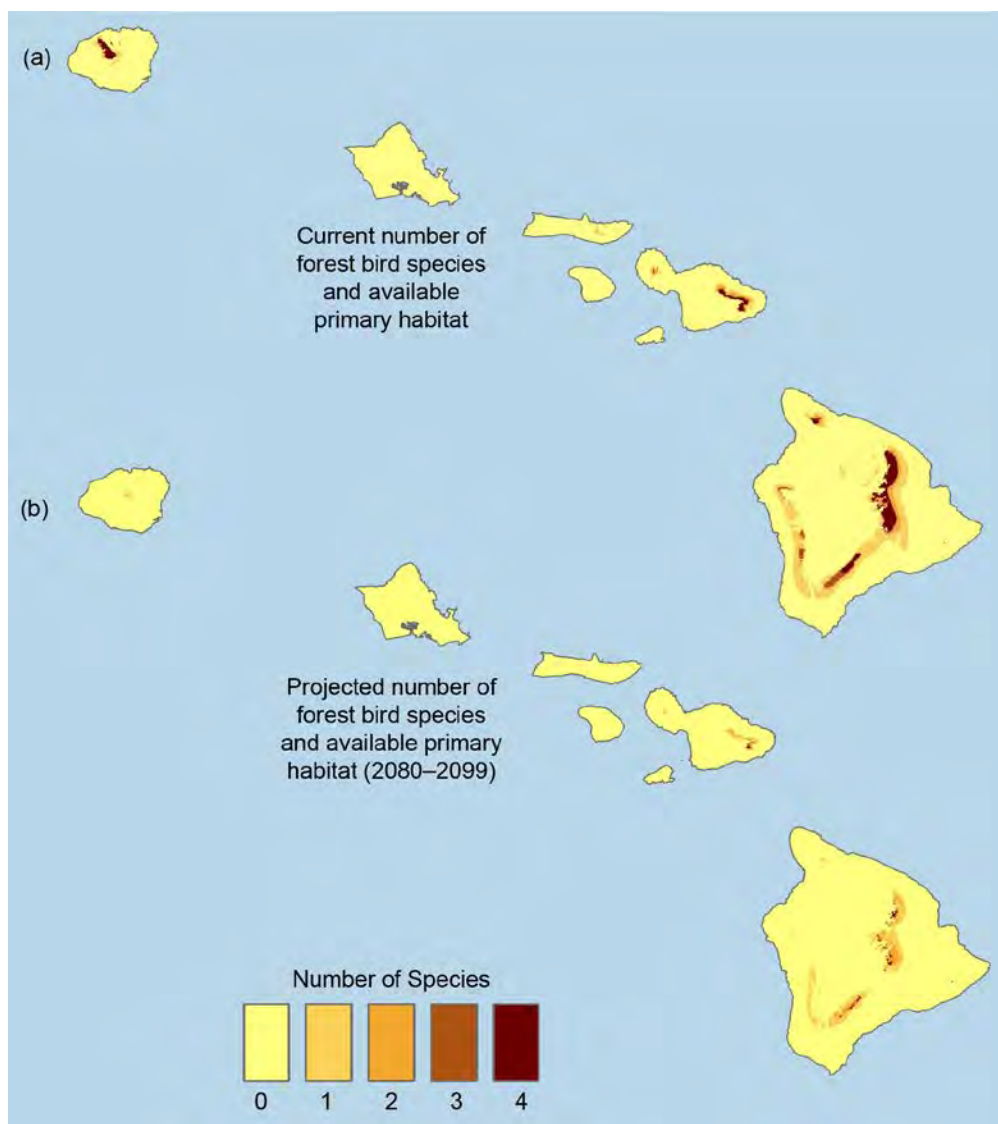 (a)
Current number of
forest bird species
and available
primary habitat
(b)
Projected number of
forest bird species
and available primary
habitat (2080–2099)
Number of Species
0 1 2 3 4